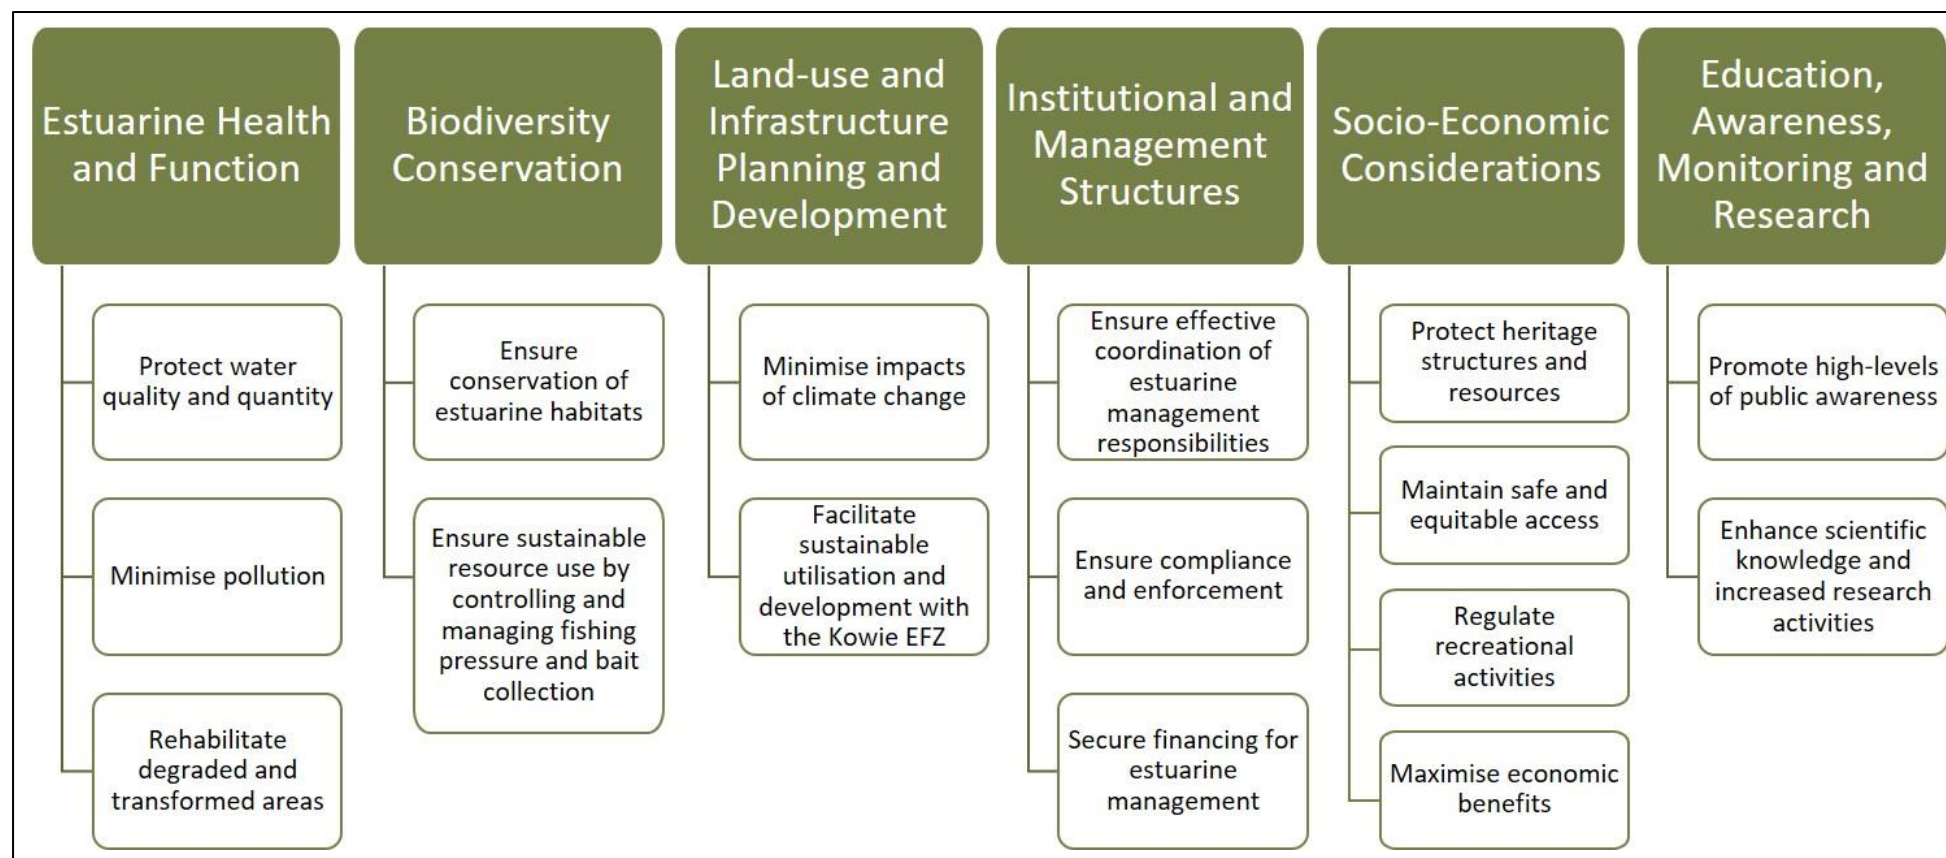 Estuarine Health
and Function
Protect water
quality and quantity
Minimise pollution
Rehabilitate
degraded and
transformed areas
Biodiversity
Conservation
Ensure
conservation of
estuarine habitats
Ensure sustainable
resource use by
controlling and
managing fishing
pressure and bait
collection
Land-use and
Infrastructure
Planning and
Development
Minimise impacts
of climate change
Facilitate
sustainable
utilisation and
development with
the Kowie EFZ
Institutional and
Management
Structures
Ensure effective
coordination of
estuarine
management
responsibilities
Ensure compliance
and enforcement
Secure financing for
estuarine
management
Socio-Economic
Considerations
Protect heritage
structures and
resources
Maintain safe and
equitable access
Regulate
recreational
activities
Maximise economic
benefits
Education,
Awareness,
Monitoring and
Research
Promote high-levels
of public awareness
Enhance scientific
knowledge and
increased research
activities